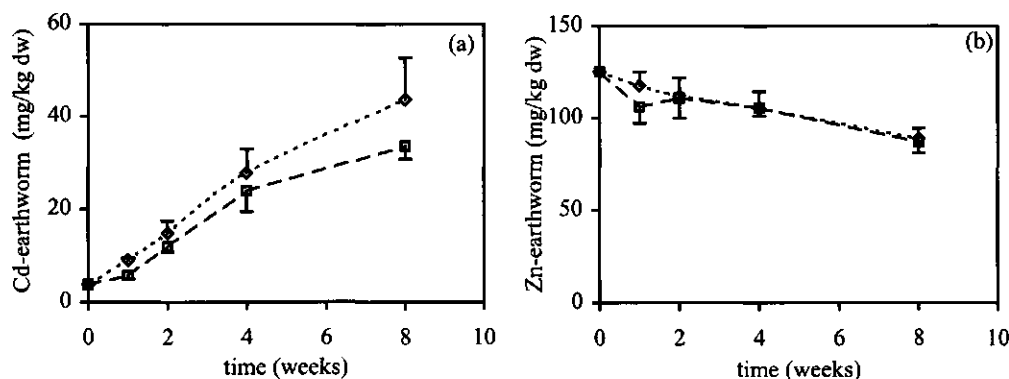 (a)
Cd-earthworm (mg/kg dw)
60
40
20
0
0 2 4 6 8 10
time (weeks)
(b)
Zn-earthworm (mg/kg dw)
150
100
50
0
0 2 4 6 8 10
time (weeks)